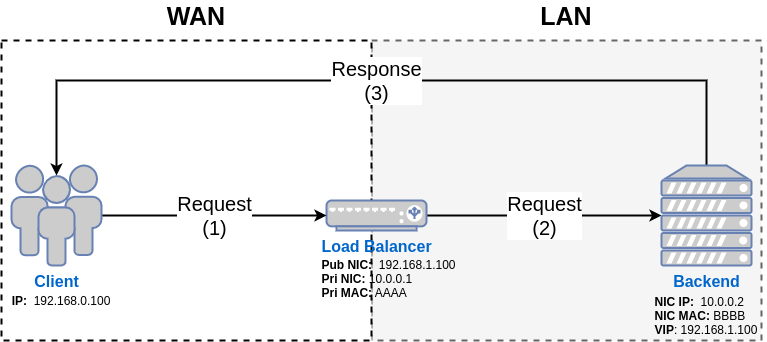 WAN
LAN
Response
(3)
Request
(1)
Request
(2)
Client
IP: 192.168.0.100
Load Balancer
Pub NIC: 192.168.1.100
Pri NIC: 10.0.0.1
Pri MAC: AAAA
Backend
NIC IP: 10.0.0.2
NIC MAC: BBBB
VIP: 192.168.1.100